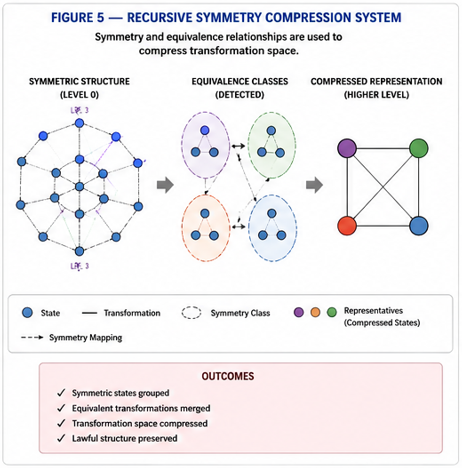 FIGURE 5 — RECURSIVE SYMMETRY COMPRESSION SYSTEM
Symmetry and equivalence relationships are used to
compress transformation space.
SYMMETRIC STRUCTURE
(LEVEL 0)
EQUIVALENCE CLASSES
(DETECTED)
COMPRESSED REPRESENTATION
(HIGHER LEVEL)
State
Transformation
Symmetry Class
Representatives
(Compressed States)
Symmetry Mapping
OUTCOMES
✓ Symmetric states grouped
✓ Equivalent transformations merged
✓ Transformation space compressed
✓ Lawful structure preserved